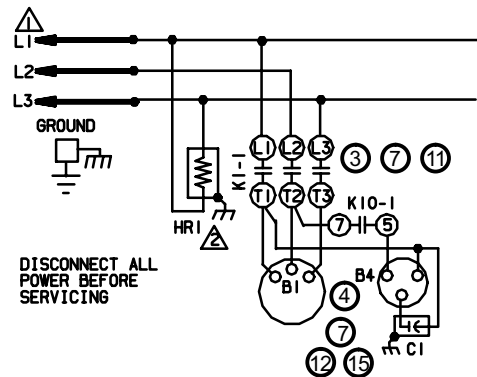 1
L1
L2
L3
GROUND
L1 L2 L3
K1-1
3 7 11
T1 T2 T3
K10-1
7 5
HR1
2
DISCONNECT ALL
POWER BEFORE
SERVICING
B1
B4
4
7
C1
12 15